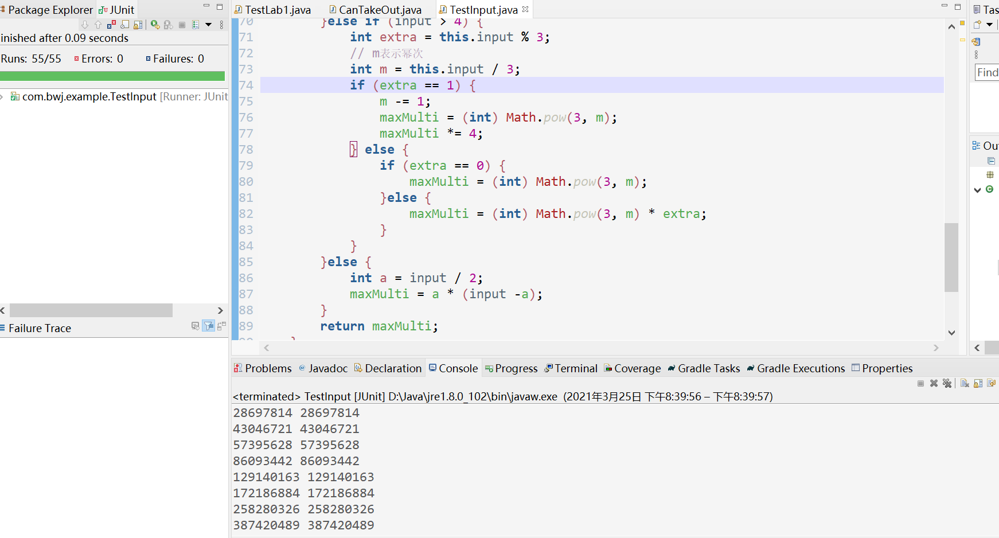 Package Explorer
JUnit
inished after 0.09 seconds
Runs: 55/55
Errors: 0
Failures: 0
com.bwj.example.TestInput [Runner: JUnit
Failure Trace
TestLab1.java
CanTakeOut.java
TestInput.java
70 }else if (input > 4) {
71 int extra = this.input % 3;
72 // m表示幂次
73 int m = this.input / 3;
74 if (extra == 1) {
75 m -= 1;
76 maxMulti = (int) Math.pow(3, m);
77 maxMulti *= 4;
78 } else {
79 if (extra == 0) {
80 maxMulti = (int) Math.pow(3, m);
81 }else {
82 maxMulti = (int) Math.pow(3, m) * extra;
83 }
84 }
85 }else {
86 int a = input / 2;
87 maxMulti = a * (input -a);
88 }
89 return maxMulti;
Tas
Find
Out
Problems
Javadoc
Declaration
Console
Progress
Terminal
Coverage
Gradle Tasks
Gradle Executions
Properties
<terminated> TestInput [JUnit] D:\Java\jre1.8.0_102\bin\javaw.exe (2021年3月25日 下午8:39:56 – 下午8:39:57)
28697814 28697814
43046721 43046721
57395628 57395628
86093442 86093442
129140163 129140163
172186884 172186884
258280326 258280326
387420489 387420489